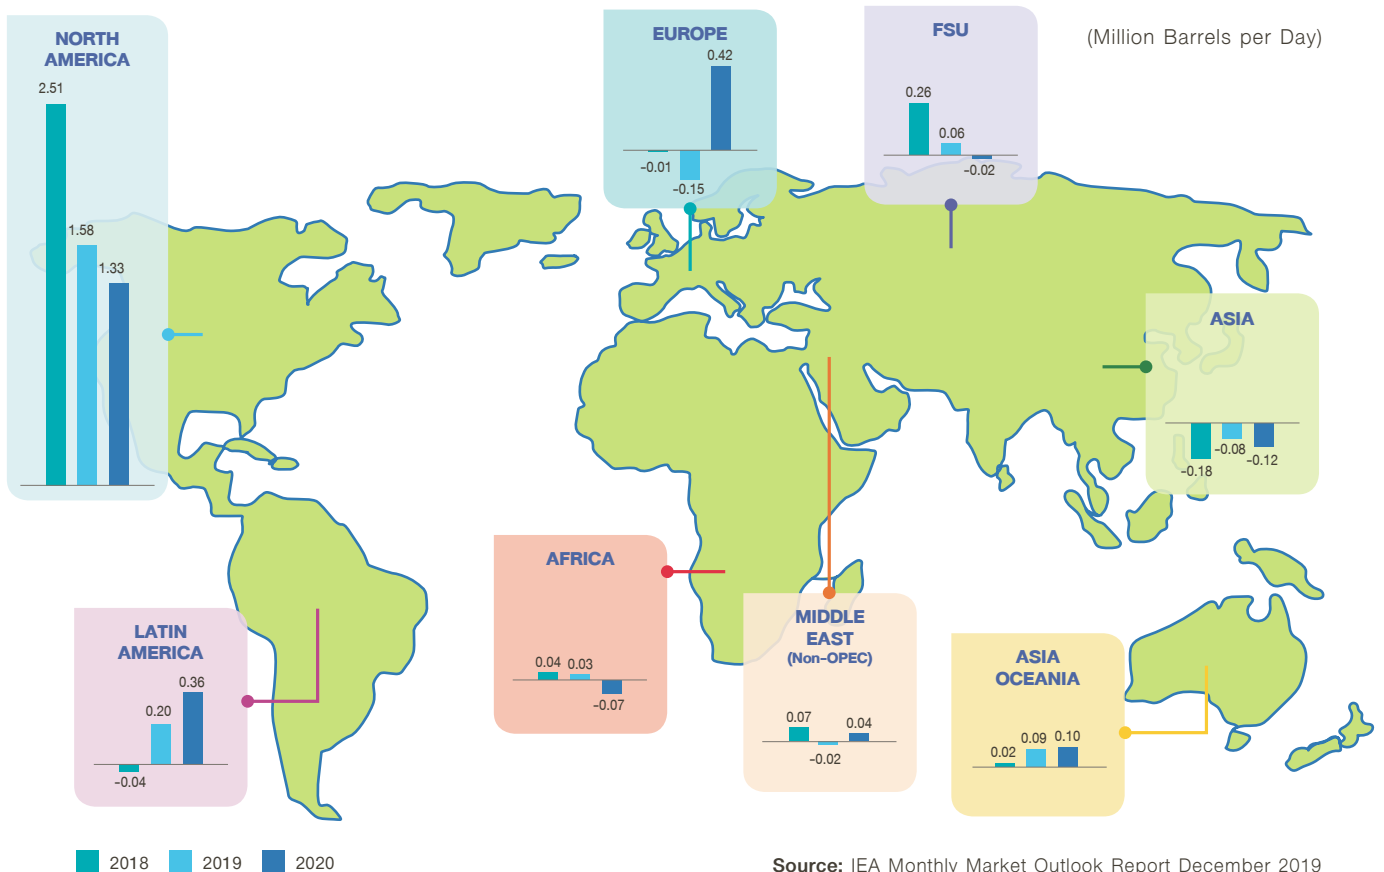 NORTH
AMERICA
2.51
1.58
1.33
EUROPE
0.42
-0.01
-0.15
FSU
0.26
0.06
-0.02
(Million Barrels per Day)
ASIA
-0.18
-0.08
-0.12
LATIN
AMERICA
-0.04
0.20
0.36
AFRICA
0.04
0.03
-0.07
MIDDLE
EAST
(Non-OPEC)
0.07
-0.02
0.04
ASIA
OCEANIA
0.02
0.09
0.10
2018 2019 2020
Source: IEA Monthly Market Outlook Report December 2019